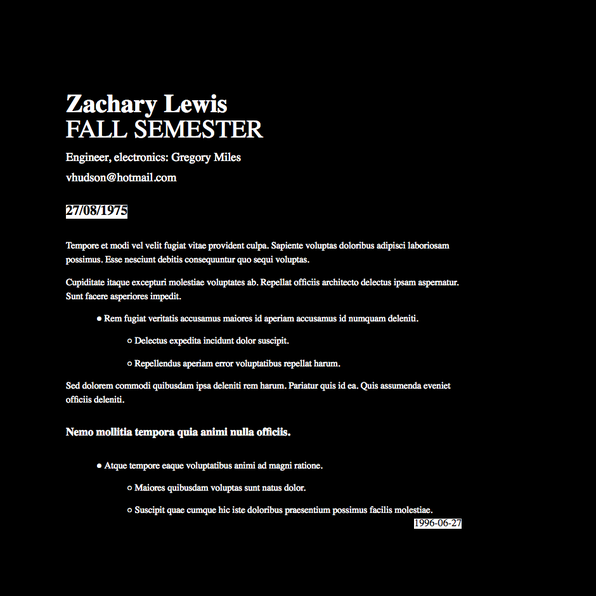 Zachary Lewis
FALL SEMESTER
Engineer, electronics: Gregory Miles
vhudson@hotmail.com
27/08/1975
Tempore et modi vel velit fugiat vitae provident culpa. Sapiente voluptas doloribus adipisci laboriosam
possimus. Esse nesciunt debitis consequuntur quo sequi voluptas.
Cupiditate itaque excepturi molestiae voluptates ab. Repellat officiis architecto delectus ipsam aspernatur.
Sunt facere asperiores impedit.
● Rem fugiat veritatis accusamus maiores id aperiam accusamus id numquam deleniti.
○ Delectus expedita incidunt dolor suscipit.
○ Repellendus aperiam error voluptatibus repellat harum.
Sed dolorem commodi quibusdam ipsa deleniti rem harum. Pariatur quis id ea. Quis assumenda eveniet
officiis deleniti.
Nemo mollitia tempora quia animi nulla officiis.
● Atque tempore eaque voluptatibus animi ad magni ratione.
○ Maiores quibusdam voluptas sunt natus dolor.
○ Suscipit quae cumque hic iste doloribus praesentium possimus facilis molestiae.
1996-06-27